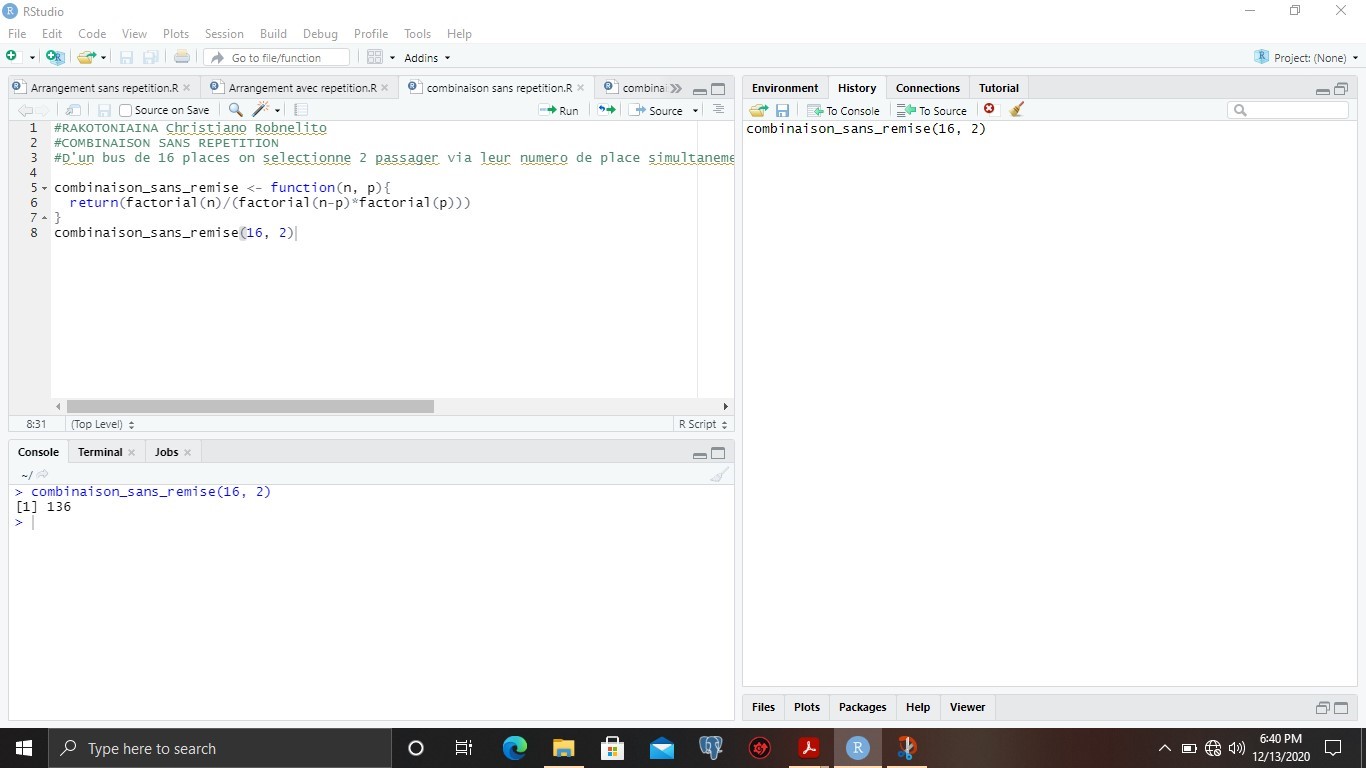 RStudio
File Edit Code View Plots Session Build Debug Profile Tools Help
Go to file/function Addins Project: (None)
Arrangement sans repetition.R Arrangement avec repetition.R combinaison sans repetition.R combinai
Source on Save Run Source
1 #RAKOTONIAINA Christiano Robnelito
2 #COMBINAISON SANS REPETITION
3 #D'un bus de 16 places on selectionne 2 passager via leur numero de place simultaneme
4
5 combinaison_sans_remise <- function(n, p){
6 return(factorial(n)/(factorial(n-p)*factorial(p)))
7 }
8 combinaison_sans_remise(16, 2)
8:31 (Top Level) R Script
Console Terminal Jobs
~/
> combinaison_sans_remise(16, 2)
[1] 136
>
Environment History Connections Tutorial
To Console To Source
combinaison_sans_remise(16, 2)
Files Plots Packages Help Viewer
Type here to search
6:40 PM
12/13/2020